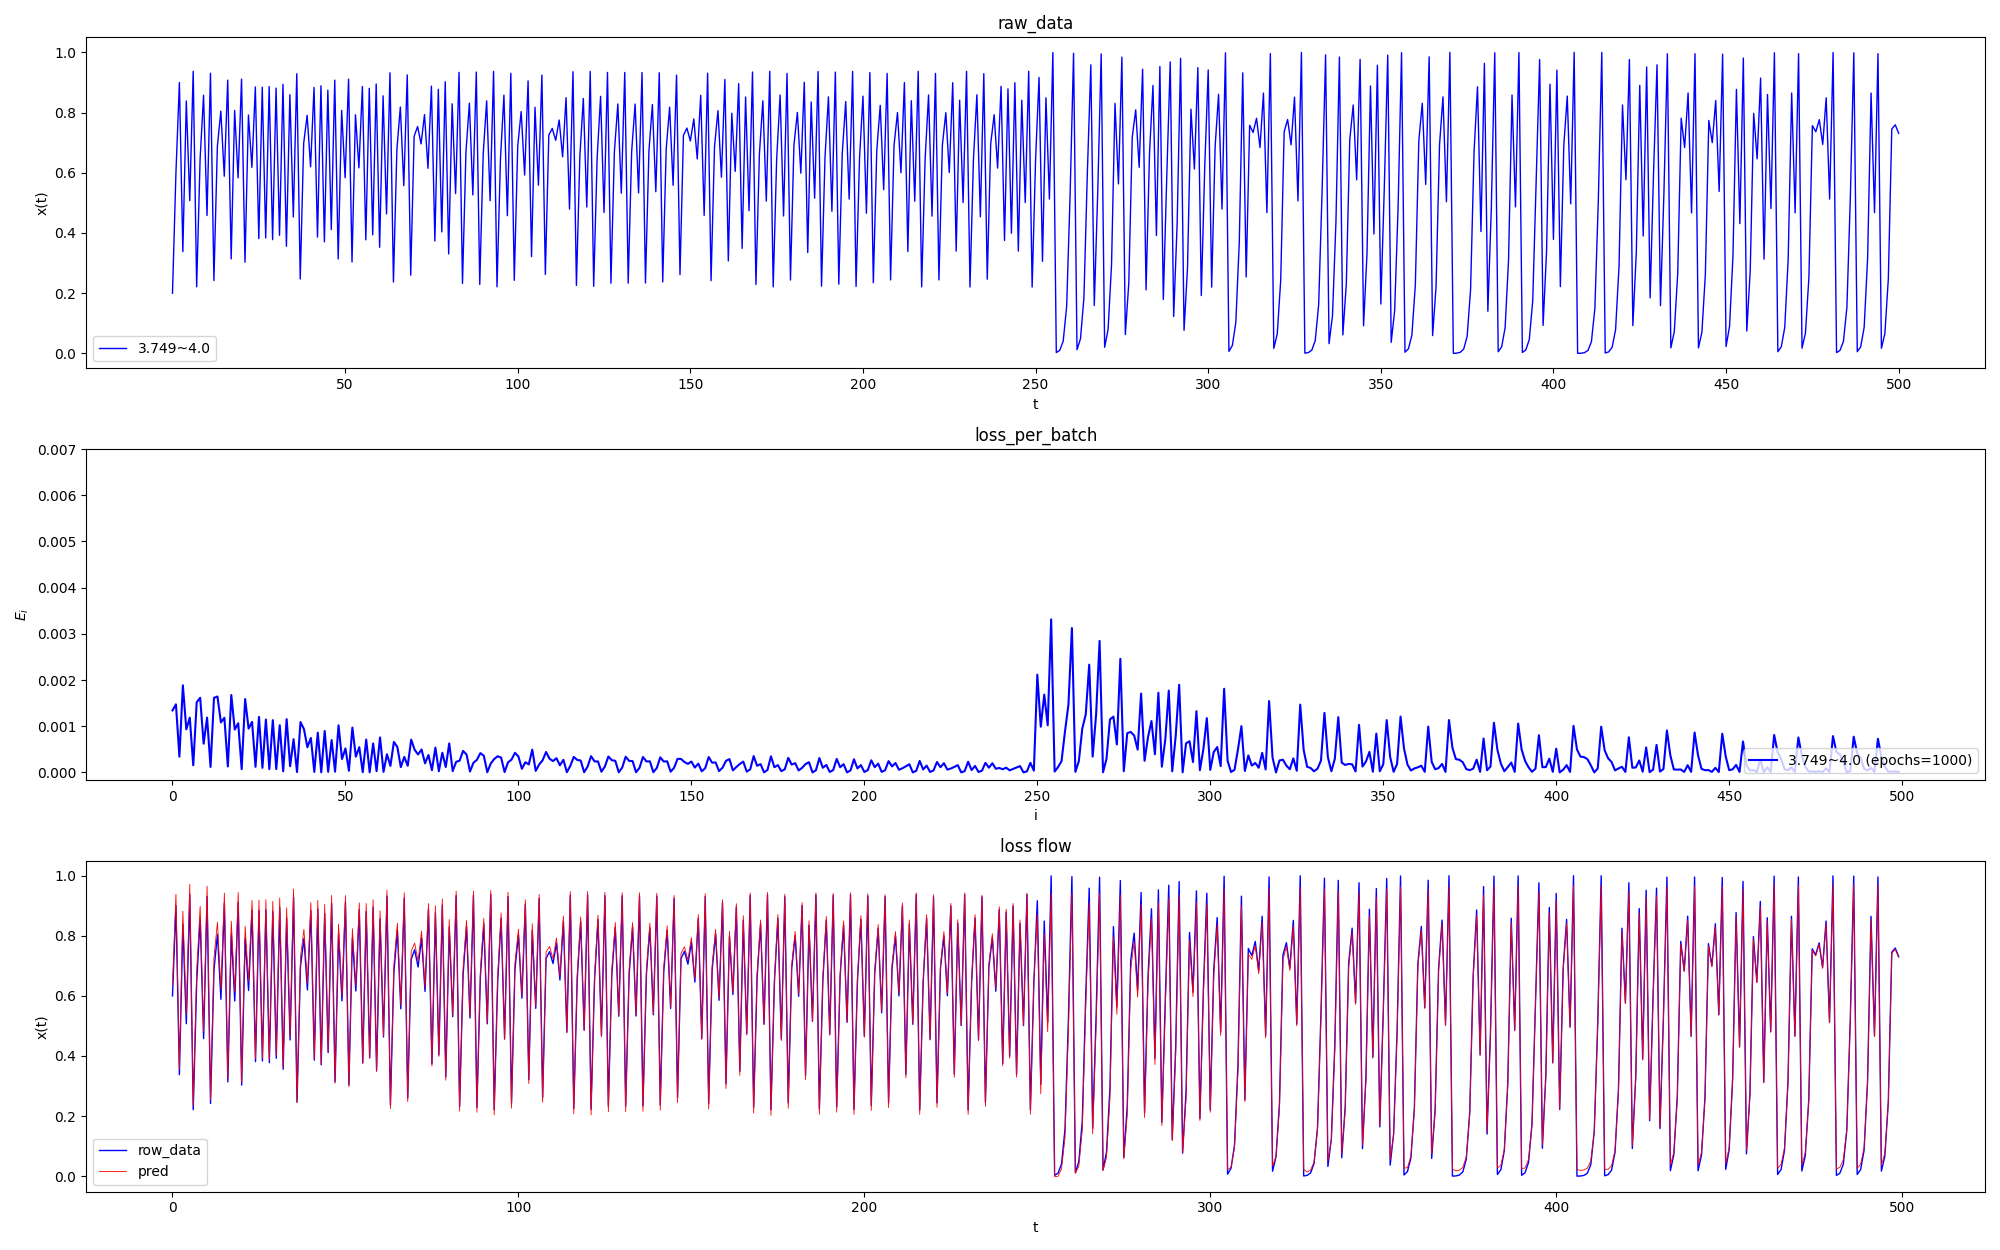 raw_data
1.0
0.8
0.6
0.4
0.2
0.0
x(t)
3.749~4.0
50 100 150 200 250 300 350 400 450 500
t
loss_per_batch
0.007
0.006
0.005
0.004
0.003
0.002
0.001
0.000
E_i
3.749~4.0 (epochs=1000)
0 50 100 150 200 250 300 350 400 450 500
i
loss flow
1.0
0.8
0.6
0.4
0.2
0.0
x(t)
row_data
pred
0 100 200 300 400 500
t